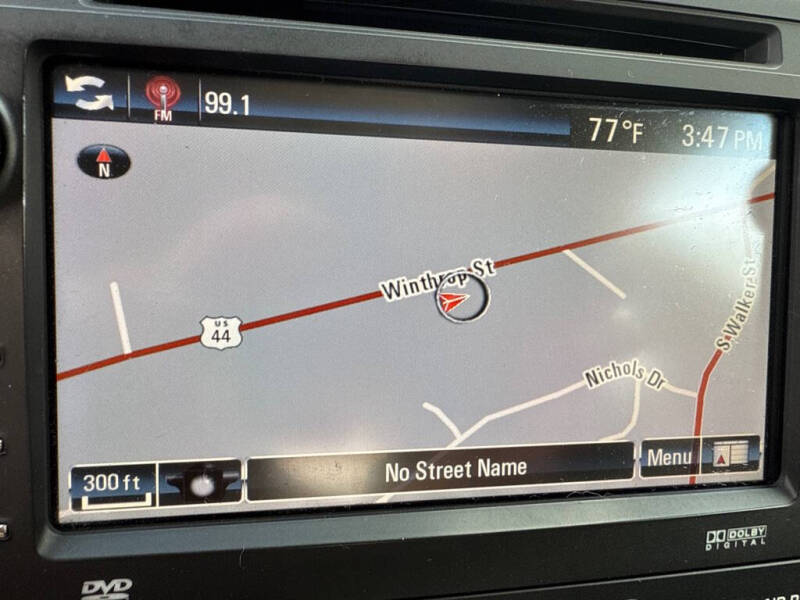 FM
99.1
77°F
3:47 PM
N
Winthrop St
US
44
S Walker St
Nichols Dr
300 ft
No Street Name
Menu
DOLBY
DIGITAL
DVD